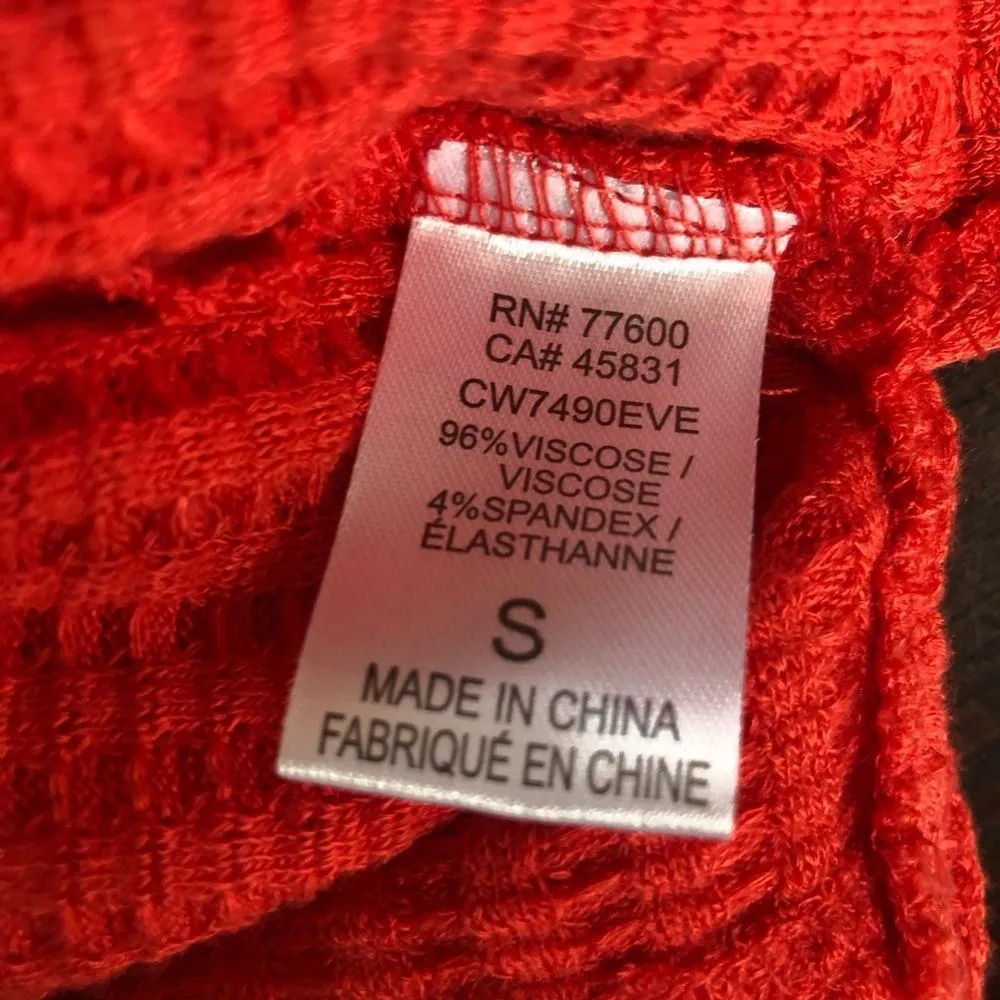 RN# 77600
CA# 45831
CW7490EVE
96%VISCOSE /
VISCOSE
4%SPANDEX /
ÉLASTHANNE
S
MADE IN CHINA
FABRIQUÉ EN CHINE